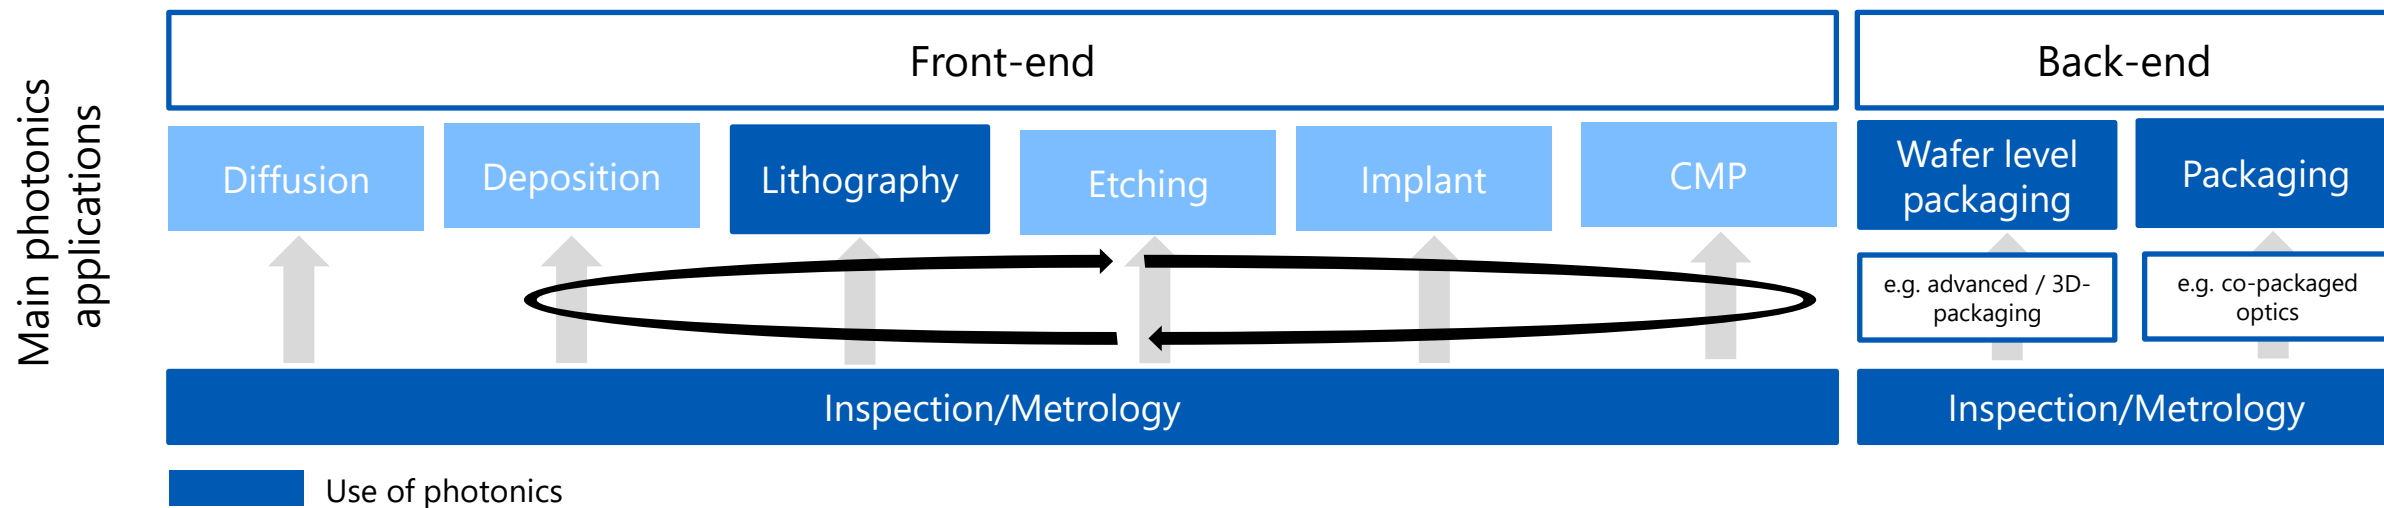 Main photonics
applications
Front-end
Back-end
Diffusion
Deposition
Lithography
Etching
Implant
CMP
Wafer level
packaging
Packaging
e.g. advanced / 3D-
packaging
e.g. co-packaged
optics
Inspection/Metrology
Inspection/Metrology
Use of photonics